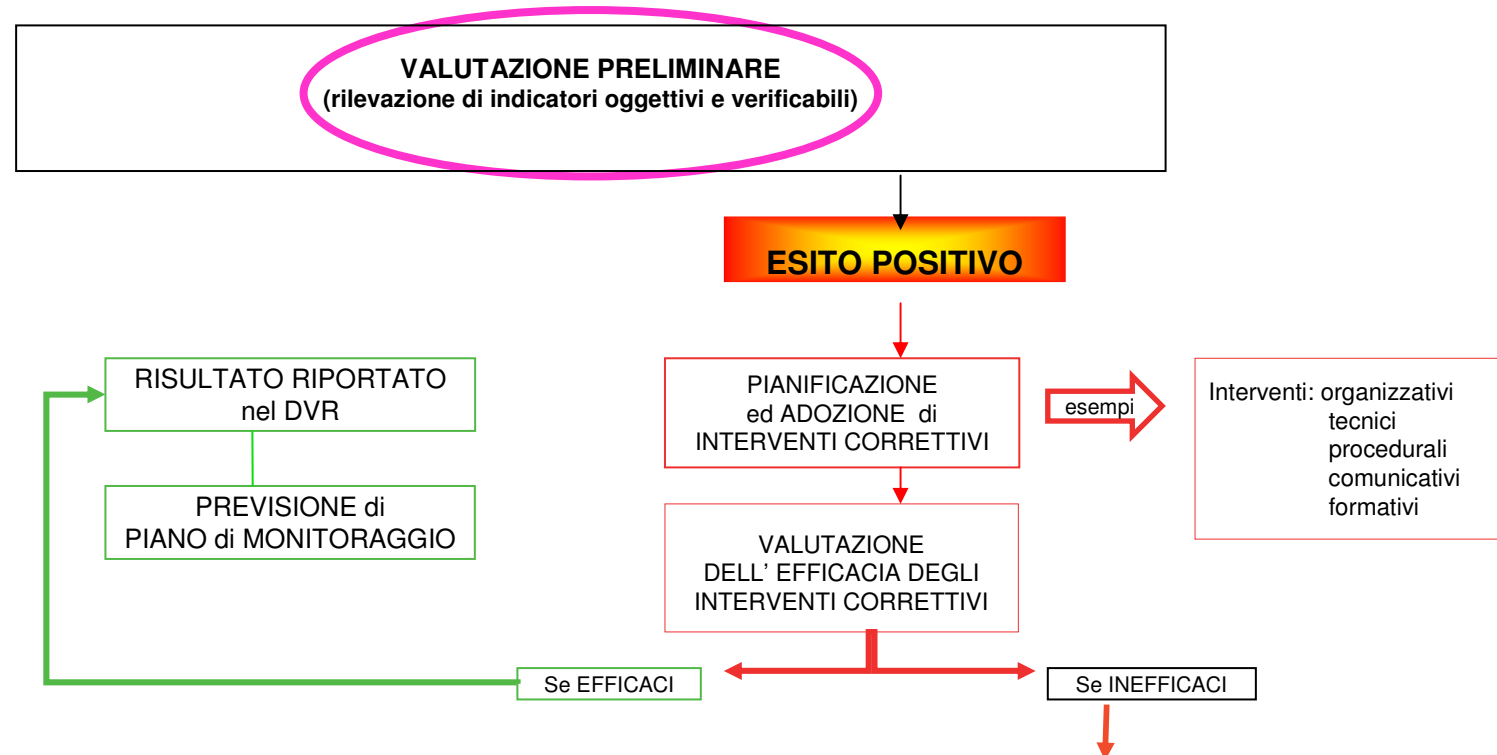 VALUTAZIONE PRELIMINARE
(rilevazione di indicatori oggettivi e verificabili)
ESITO POSITIVO
RISULTATO RIPORTATO
nel DVR
PREVISIONE di
PIANO di MONITORAGGIO
PIANIFICAZIONE
ed ADOZIONE di
INTERVENTI CORRETTIVI
esempi
Interventi: organizzativi
tecnici
procedurali
comunicativi
formativi
VALUTAZIONE
DELL' EFFICACIA DEGLI
INTERVENTI CORRETTIVI
Se EFFICACI
Se INEFFICACI